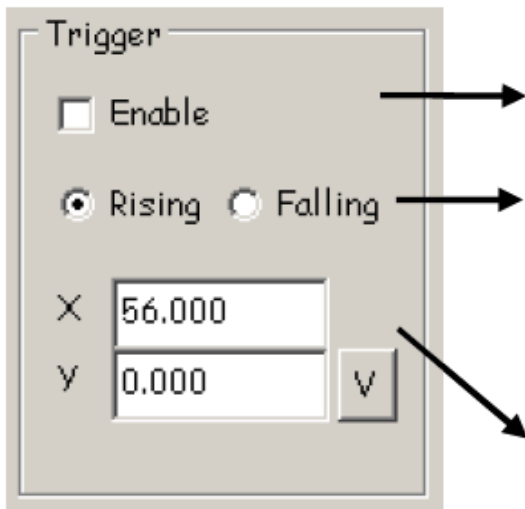 Trigger
Enable
Rising Falling
X 56.000
y 0.000 V